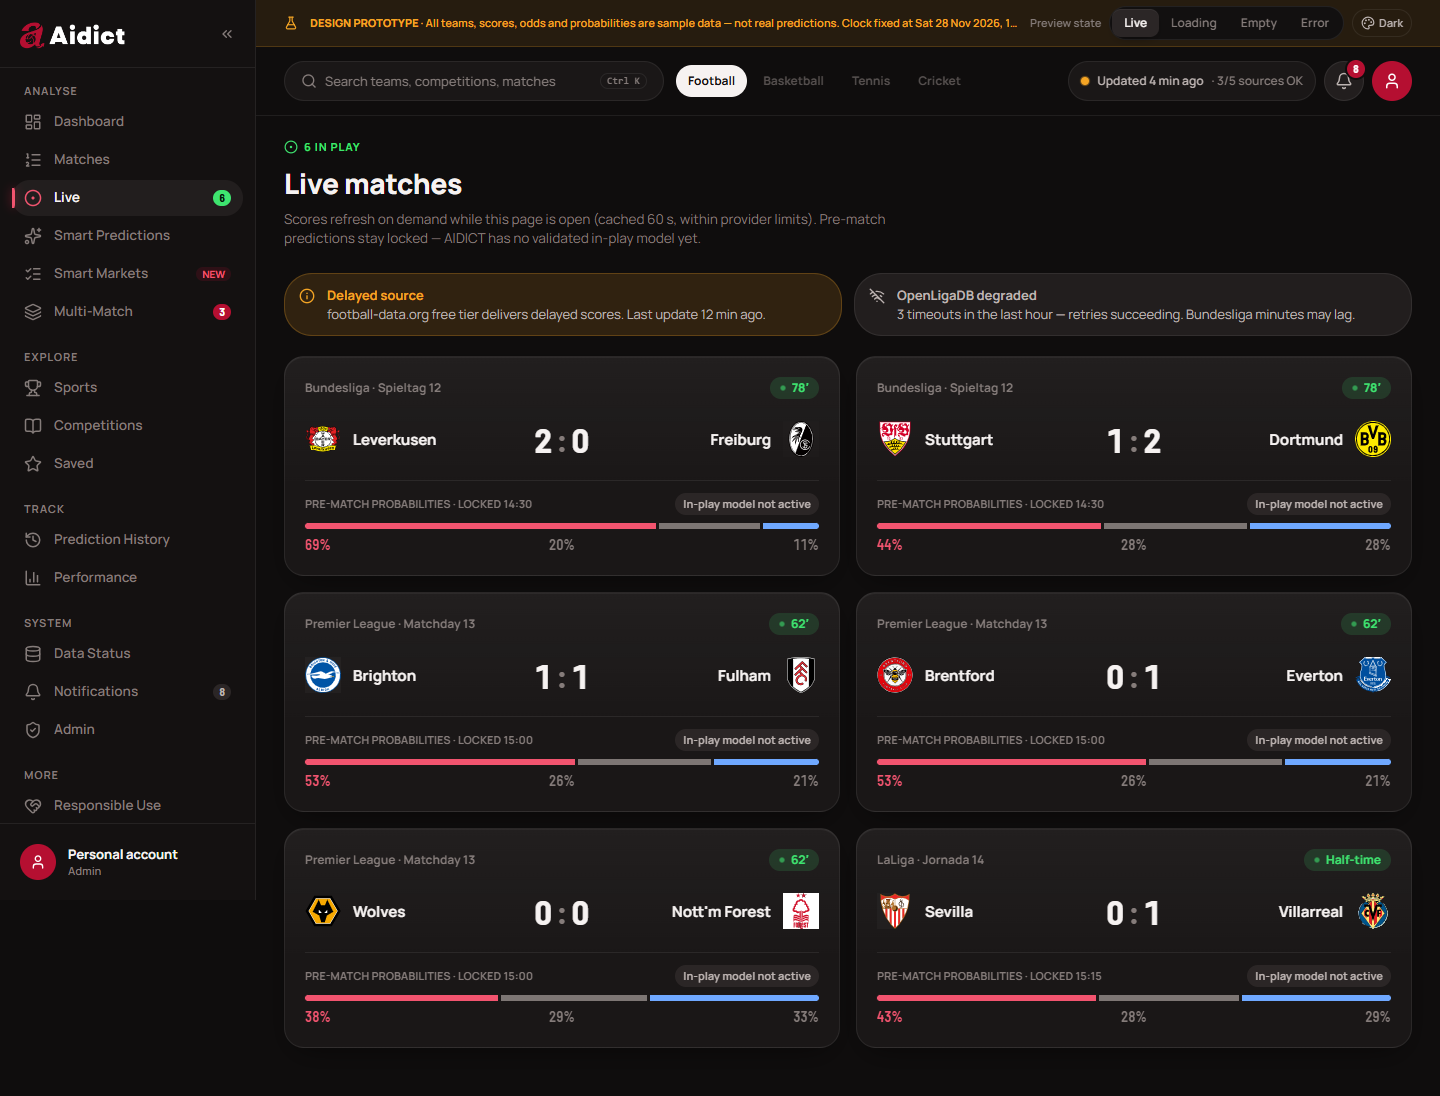 Aidict
DESIGN PROTOTYPE · All teams, scores, odds and probabilities are sample data — not real predictions. Clock fixed at Sat 28 Nov 2026, 1...
Preview state
Live
Loading
Empty
Error
Dark
Search teams, competitions, matches
Ctrl K
Football
Basketball
Tennis
Cricket
Updated 4 min ago · 3/5 sources OK
8
ANALYSE
Dashboard
Matches
Live 6
Smart Predictions
Smart Markets NEW
Multi-Match 3
EXPLORE
Sports
Competitions
Saved
TRACK
Prediction History
Performance
SYSTEM
Data Status
Notifications 8
Admin
MORE
Responsible Use
Personal account
Admin
6 IN PLAY
Live matches
Scores refresh on demand while this page is open (cached 60 s, within provider limits). Pre-match
predictions stay locked — AIDICT has no validated in-play model yet.
Delayed source
football-data.org free tier delivers delayed scores. Last update 12 min ago.
OpenLigaDB degraded
3 timeouts in the last hour — retries succeeding. Bundesliga minutes may lag.
Bundesliga · Spieltag 12
78'
Leverkusen 2 : 0 Freiburg
PRE-MATCH PROBABILITIES · LOCKED 14:30
In-play model not active
69% 20% 11%
Bundesliga · Spieltag 12
78'
Stuttgart 1 : 2 Dortmund
BVB
09
PRE-MATCH PROBABILITIES · LOCKED 14:30
In-play model not active
44% 28% 28%
Premier League · Matchday 13
62'
Brighton 1 : 1 Fulham
PRE-MATCH PROBABILITIES · LOCKED 15:00
In-play model not active
53% 26% 21%
Premier League · Matchday 13
62'
Brentford 0 : 1 Everton
Everton
PRE-MATCH PROBABILITIES · LOCKED 15:00
In-play model not active
53% 26% 21%
Premier League · Matchday 13
62'
Wolves 0 : 0 Nott'm Forest
FOREST
PRE-MATCH PROBABILITIES · LOCKED 15:00
In-play model not active
38% 29% 33%
LaLiga · Jornada 14
Half-time
Sevilla 0 : 1 Villarreal
PRE-MATCH PROBABILITIES · LOCKED 15:15
In-play model not active
43% 28% 29%